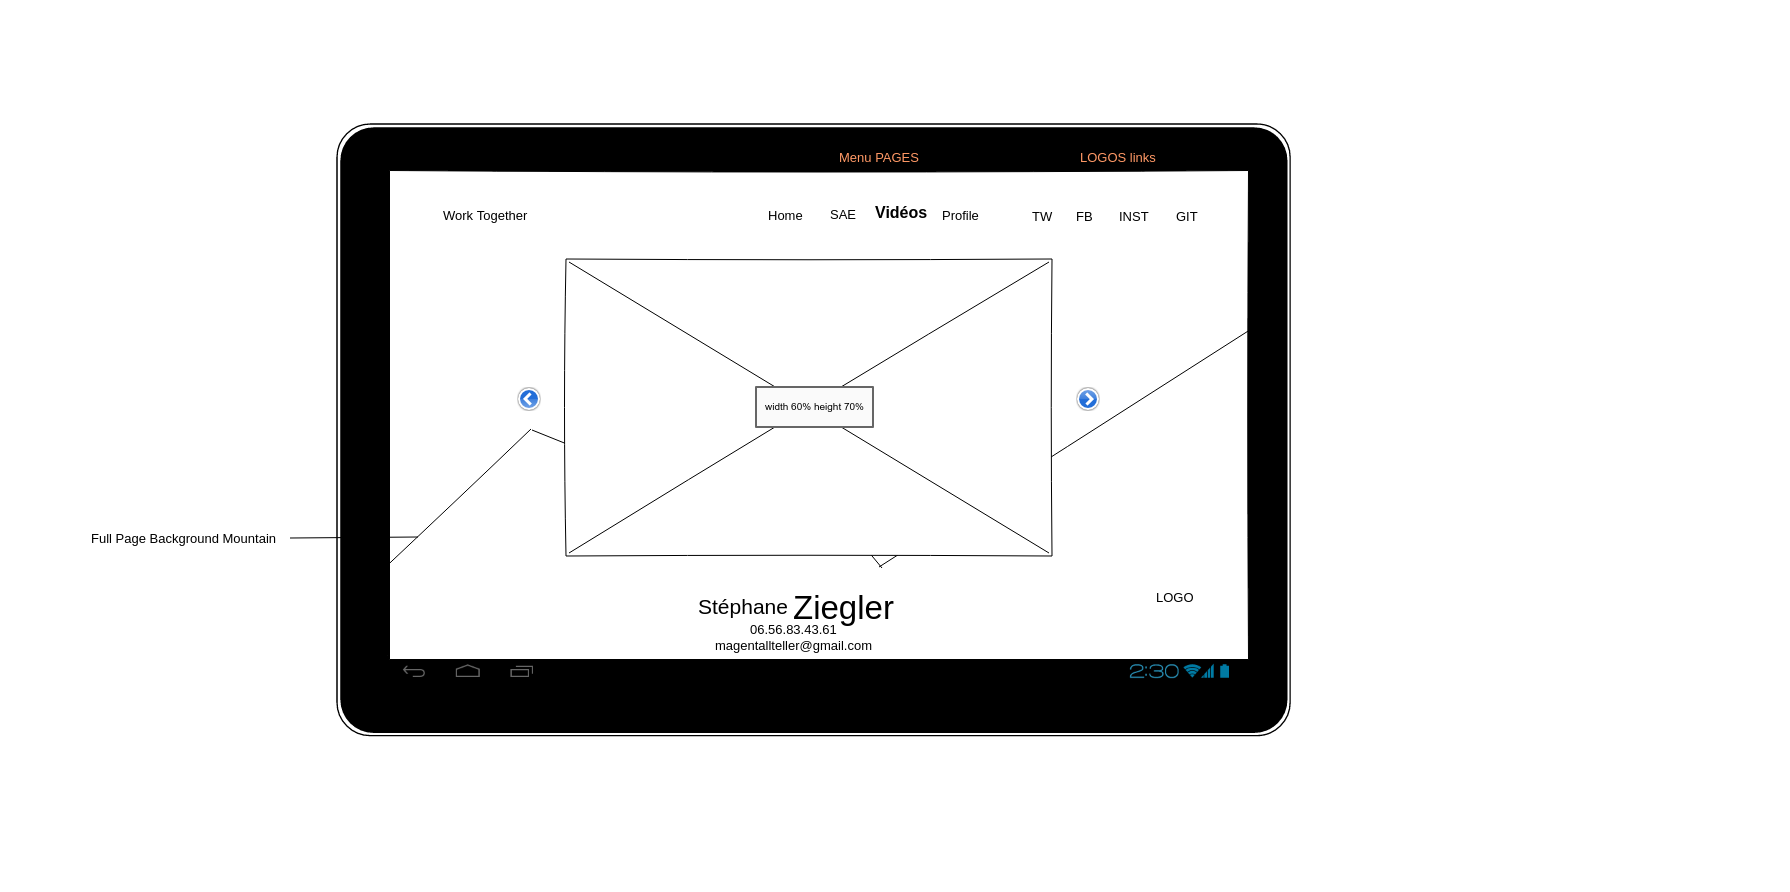 Menu PAGES LOGOS links
Work Together Home SAE Vidéos Profile TW FB INST GIT
width 60% height 70%
Full Page Background Mountain
Stéphane Ziegler LOGO
06.56.83.43.61
magentallteller@gmail.com
2:30